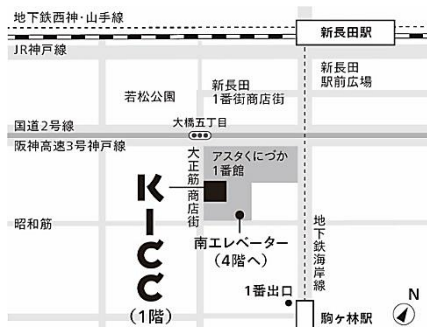 地下鉄西神・山手線
新長田駅
JR神戸線
新長田
駅前広場
新長田
1番街商店街
若松公園
国道2号線
大橋五丁目
阪神高速3号神戸線
アスタくにづか
1番館
大正筋商店街
KICC
(1階)
昭和筋
南エレベーター
(4階へ)
地下鉄海岸線
1番出口
駒ヶ林駅
N